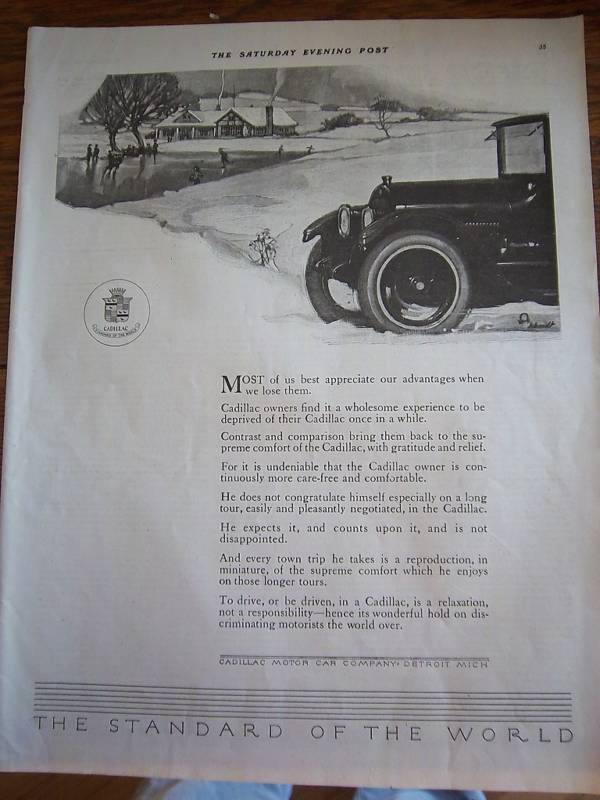 THE SATURDAY EVENING POST
35
CADILLAC
STANDARD OF THE WORLD
MOST of us best appreciate our advantages when
we lose them.
Cadillac owners find it a wholesome experience to be
deprived of their Cadillac once in a while.
Contrast and comparison bring them back to the su-
preme comfort of the Cadillac, with gratitude and relief.
For it is undeniable that the Cadillac owner is con-
tinuously more care-free and comfortable.
He does not congratulate himself especially on a long
tour, easily and pleasantly negotiated, in the Cadillac.
He expects it, and counts upon it, and is not
disappointed.
And every town trip he takes is a reproduction, in
miniature, of the supreme comfort which he enjoys
on those longer tours.
To drive, or be driven, in a Cadillac, is a relaxation,
not a responsibility—hence its wonderful hold on dis-
criminating motorists the world over.
CADILLAC MOTOR CAR COMPANY· DETROIT MICH
THE STANDARD OF THE WORLD